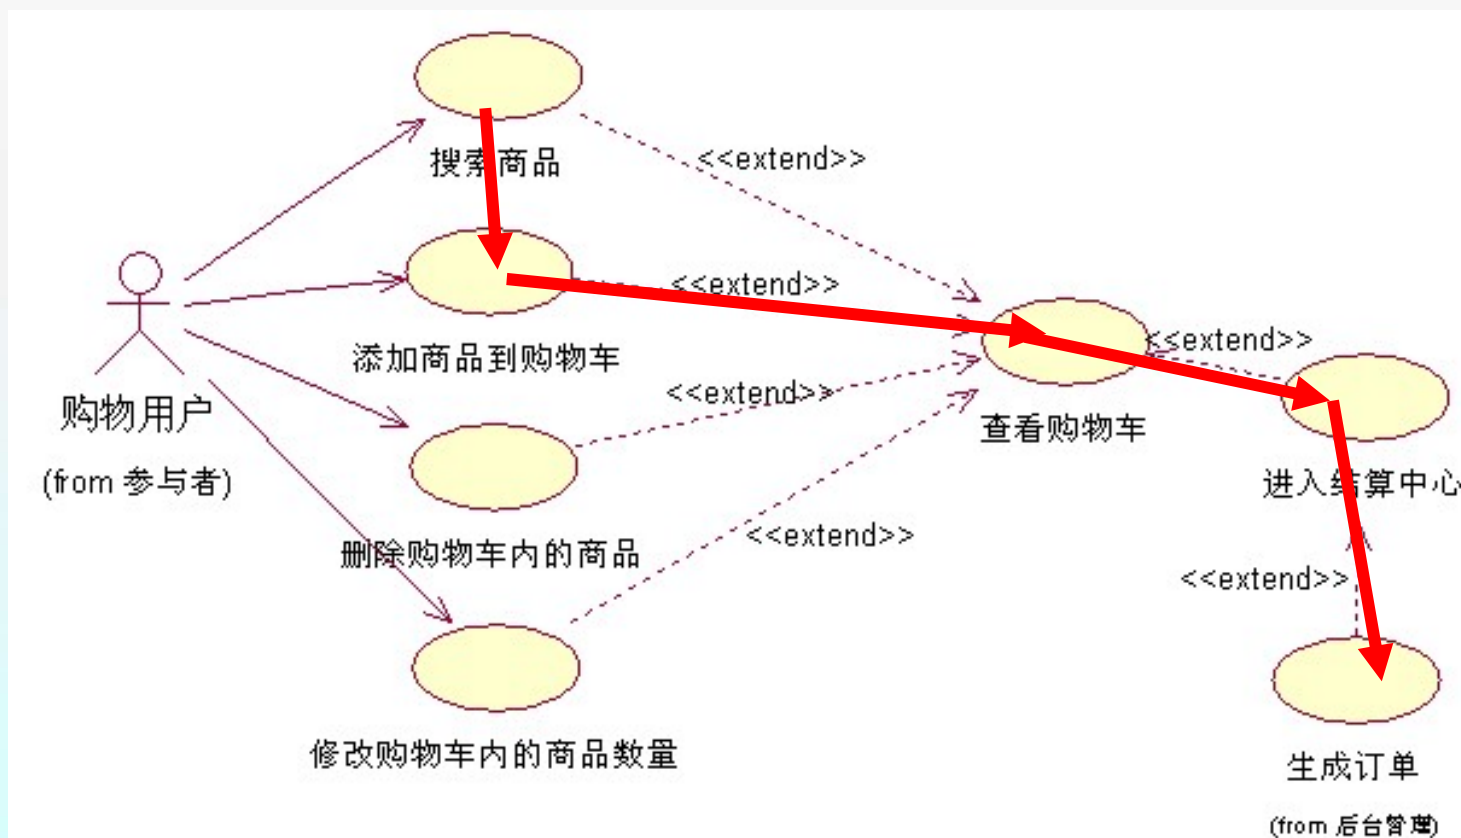 搜索商品
<<extend>>
<<extend>>
添加商品到购物车
<<extend>>
购物用户
<<extend>>
查看购物车
(from 参与者)
进入结算中心
<<extend>>
删除购物车内的商品
<<extend>>
修改购物车内的商品数量
生成订单
(from 后台管理)